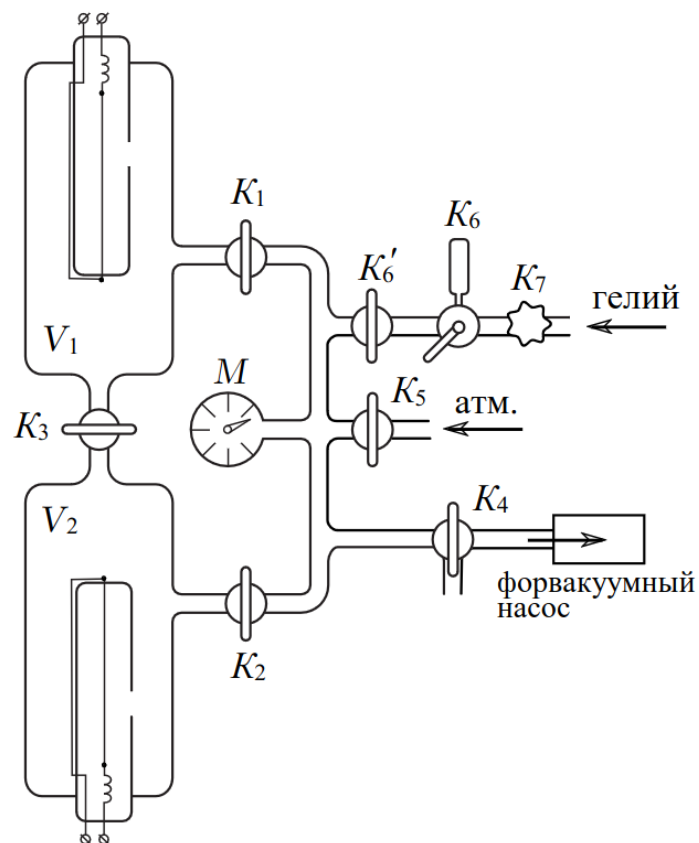 K₁
K₆
K₆′
K₇
гелий
V₁
M
K₅
атм.
K₃
V₂
K₄
форвакуумный
насос
K₂